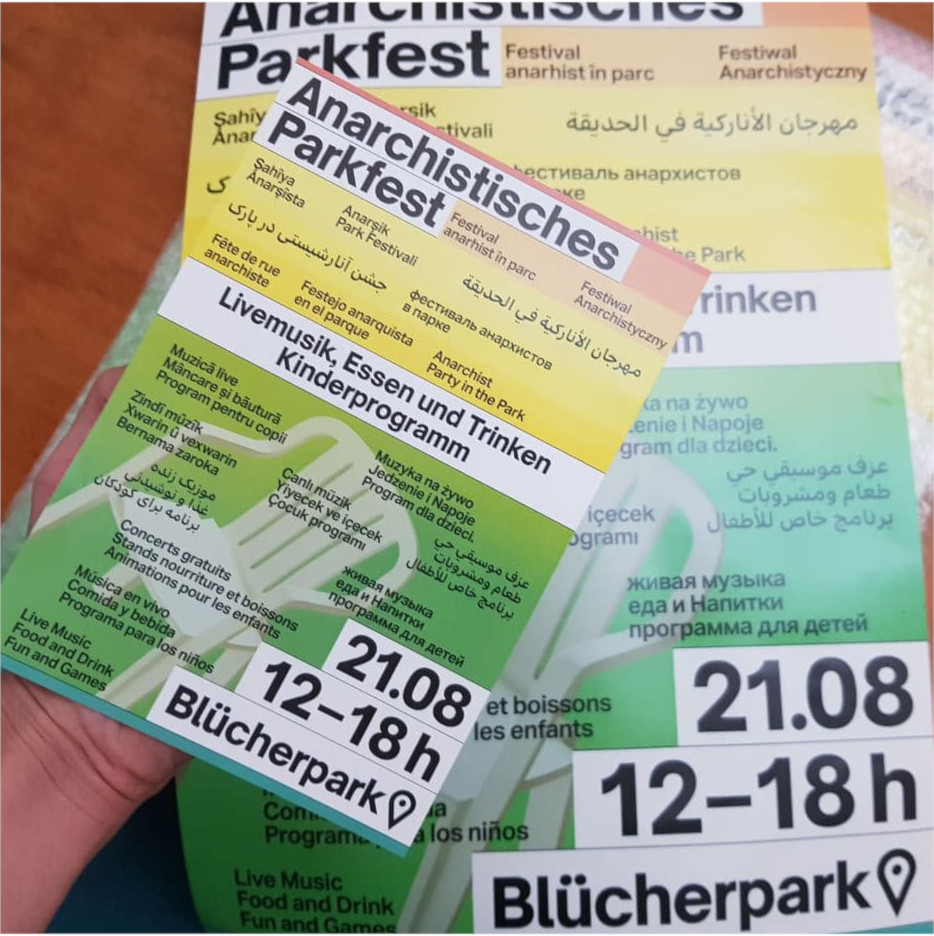 Anarchistisches
Parkfest
Şahîya
Anarşîsta
Anarşik
Park Festivali
Festival
anarhist în parc
Festiwal
Anarchistyczny
جشن آنارشیستی در پارک
مهرجان الأناركية في الحديقة
Fête de rue
anarchiste
Festejo anarquista
en el parque
фестиваль анархистов
в парке
Anarchist
Party in the Park
Livemusik, Essen und Trinken
Kinderprogramm
Muzică live
Mâncare și băutură
Program pentru copii
Zindî mûzîk
Xwarin û vexwarin
Bernama zaroka
موزیک زنده
غذا و نوشیدنی
برنامه برای کودکان
Canlı müzik
Yiyecek ve içecek
Çocuk programı
Muzyka na żywo
Jedzenie i Napoje
Program dla dzieci.
عزف موسيقي حي
طعام ومشروبات
برنامج خاص للأطفال
Concerts gratuits
Stands nourriture et boissons
Animations pour les enfants
живая музыка
еда и Напитки
программа для детей
Música en vivo
Comida y bebida
Programa para los niños
Live Music
Food and Drink
Fun and Games
21.08
12–18 h
Blücherpark
Anarchistisches
Parkfest
Festival
anarhist în parc
Festiwal
Anarchistyczny
مهرجان الأناركية في الحديقة
фестиваль анархистов
e Park
Trinken
ka na żywo
enie i Napoje
gram dla dzieci.
عزف موسيقي حي
طعام ومشروبات
برنامج خاص للأطفال
içecek
ogramı
живая музыка
еда и Напитки
программа для детей
et boissons
les enfants
Programa
a los niños
Live Music
Food and Drink
Fun and Games
21.08
12–18 h
Blücherpark